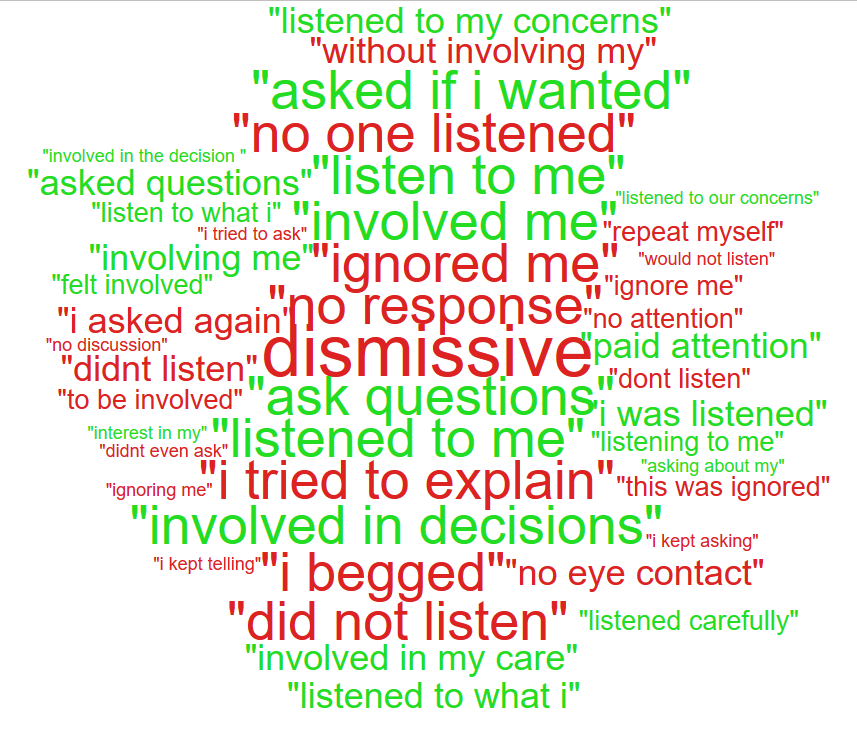 "listened to my concerns"
"without involving my"
"asked if i wanted"
"no one listened"
"involved in the decision "
"listen to me"
"asked questions"
"listened to our concerns"
"listen to what i"
"involved me"
"i tried to ask"
"repeat myself"
"involving me"
"ignored me"
"would not listen"
"felt involved"
"ignore me"
"no response"
"i asked again"
"no attention"
"no discussion"
dismissive
"paid attention"
"didnt listen"
"dont listen"
"to be involved"
"ask questions"
"i was listened"
"interest in my"
"listened to me"
"listening to me"
"didnt even ask"
"asking about my"
"ignoring me"
"i tried to explain"
"this was ignored"
"involved in decisions"
"i kept asking"
"i kept telling"
"i begged"
"no eye contact"
"did not listen"
"listened carefully"
"involved in my care"
"listened to what i"